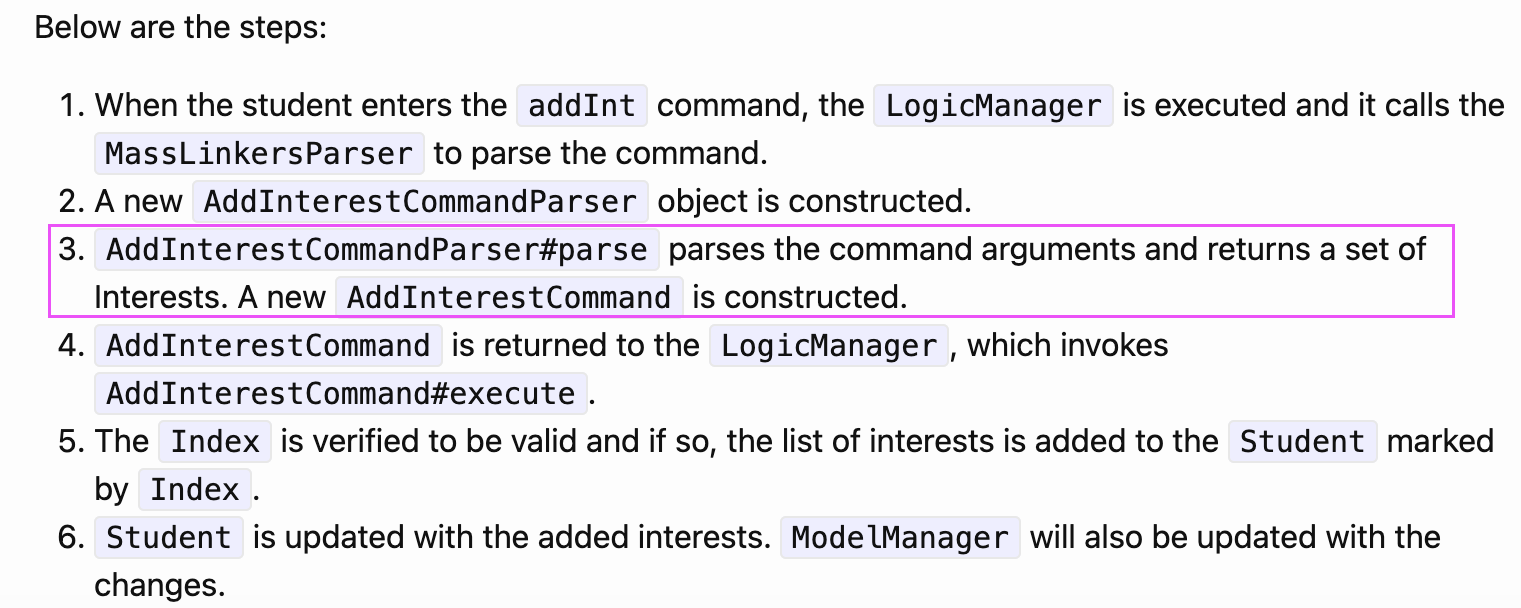 Below are the steps:
1. When the student enters the addInt command, the LogicManager is executed and it calls the
MassLinkersParser to parse the command.
2. A new AddInterestCommandParser object is constructed.
3. AddInterestCommandParser#parse parses the command arguments and returns a set of
Interests. A new AddInterestCommand is constructed.
4. AddInterestCommand is returned to the LogicManager, which invokes
AddInterestCommand#execute.
5. The Index is verified to be valid and if so, the list of interests is added to the Student marked
by Index.
6. Student is updated with the added interests. ModelManager will also be updated with the
changes.